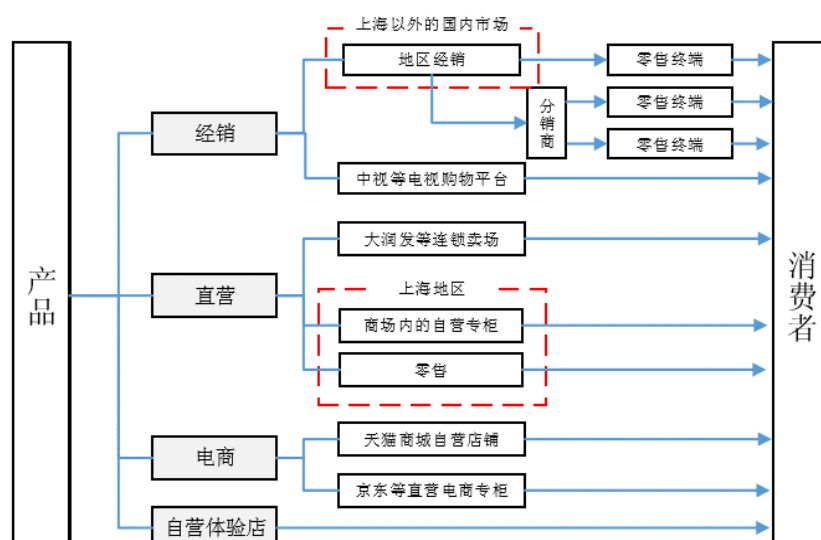 上海以外的国内市场
地区经销
零售终端
分销商
零售终端
零售终端
经销
中视等电视购物平台
产品
直营
大润发等连锁卖场
上海地区
商场内的自营专柜
零售
电商
天猫商城自营店铺
京东等直营电商专柜
自营体验店
消费者